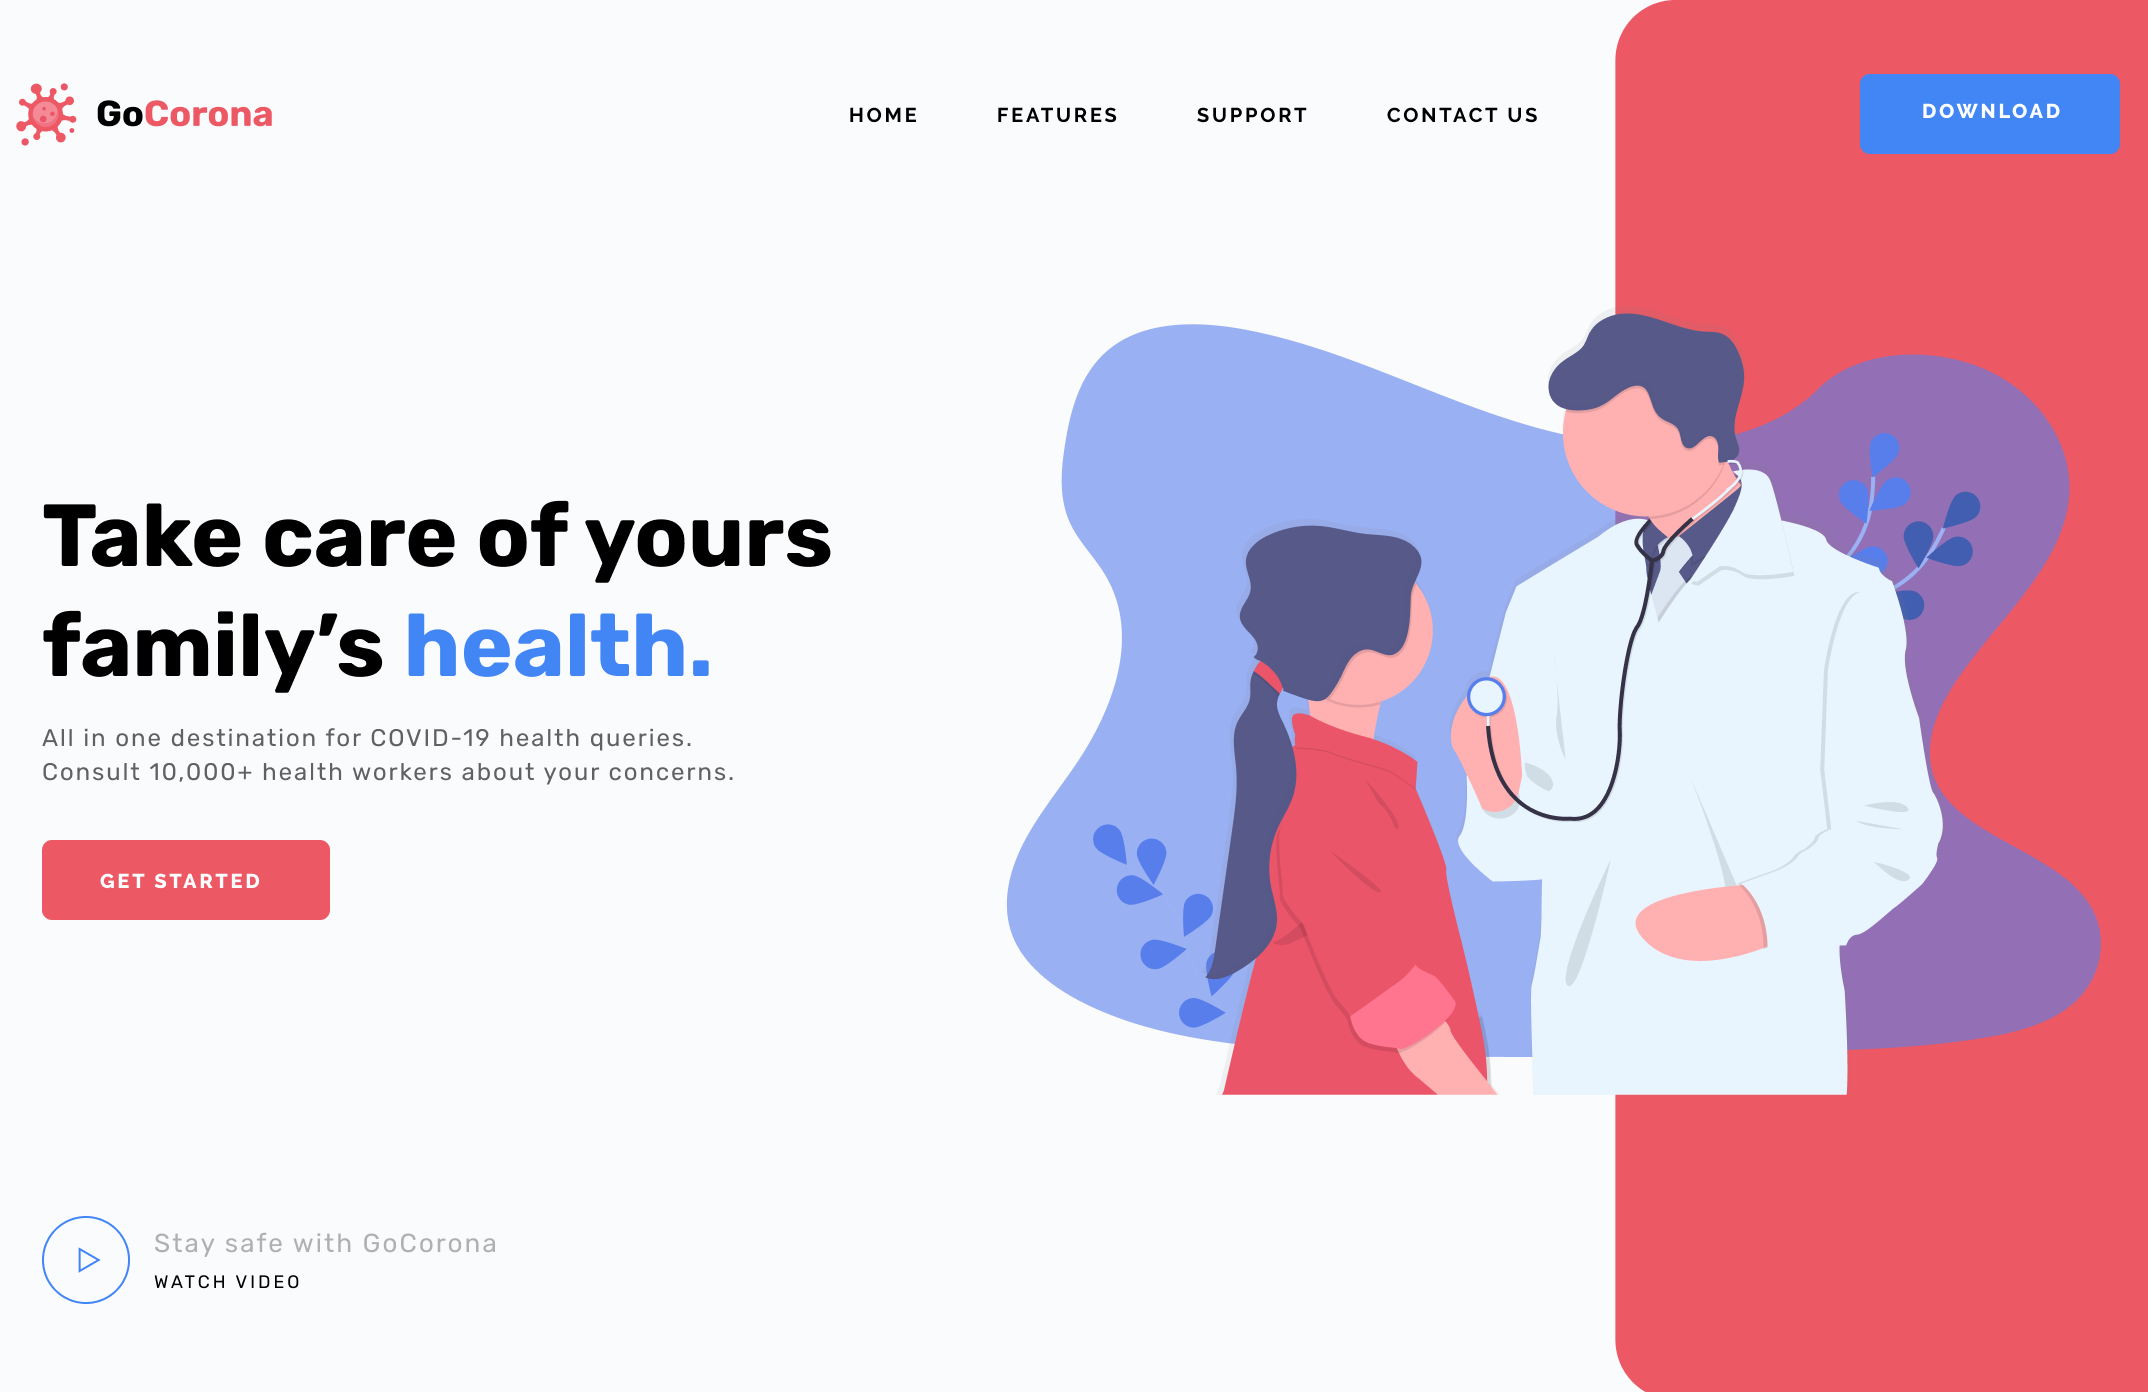 GoCorona
HOME FEATURES SUPPORT CONTACT US DOWNLOAD
Take care of yours
family’s health.
All in one destination for COVID-19 health queries.
Consult 10,000+ health workers about your concerns.
GET STARTED
Stay safe with GoCorona
WATCH VIDEO